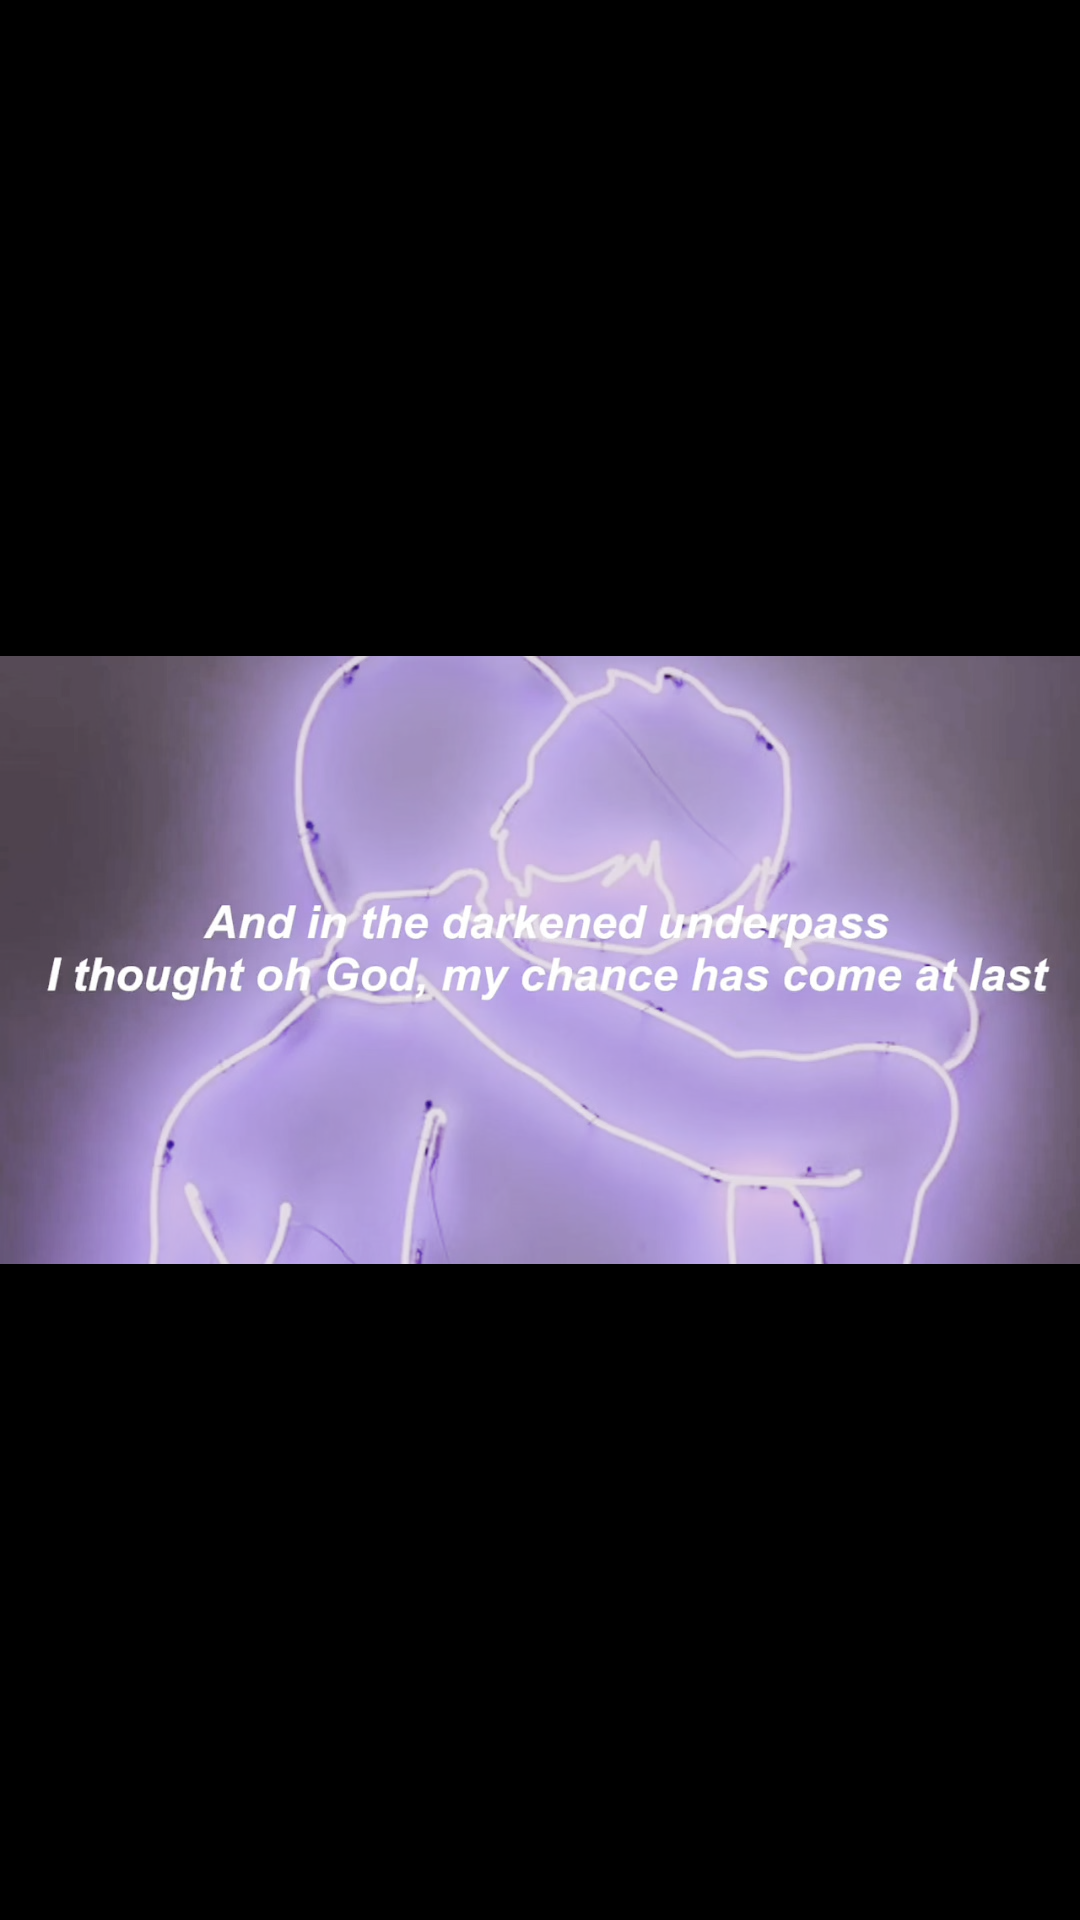 And in the darkened underpass
I thought oh God, my chance has come at last